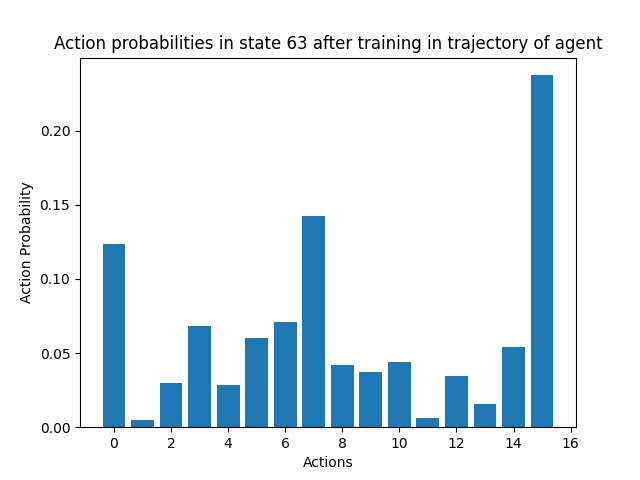 Action probabilities in state 63 after training in trajectory of agent
0.20
0.15
0.10
0.05
0.00
Action Probability
0 2 4 6 8 10 12 14 16
Actions